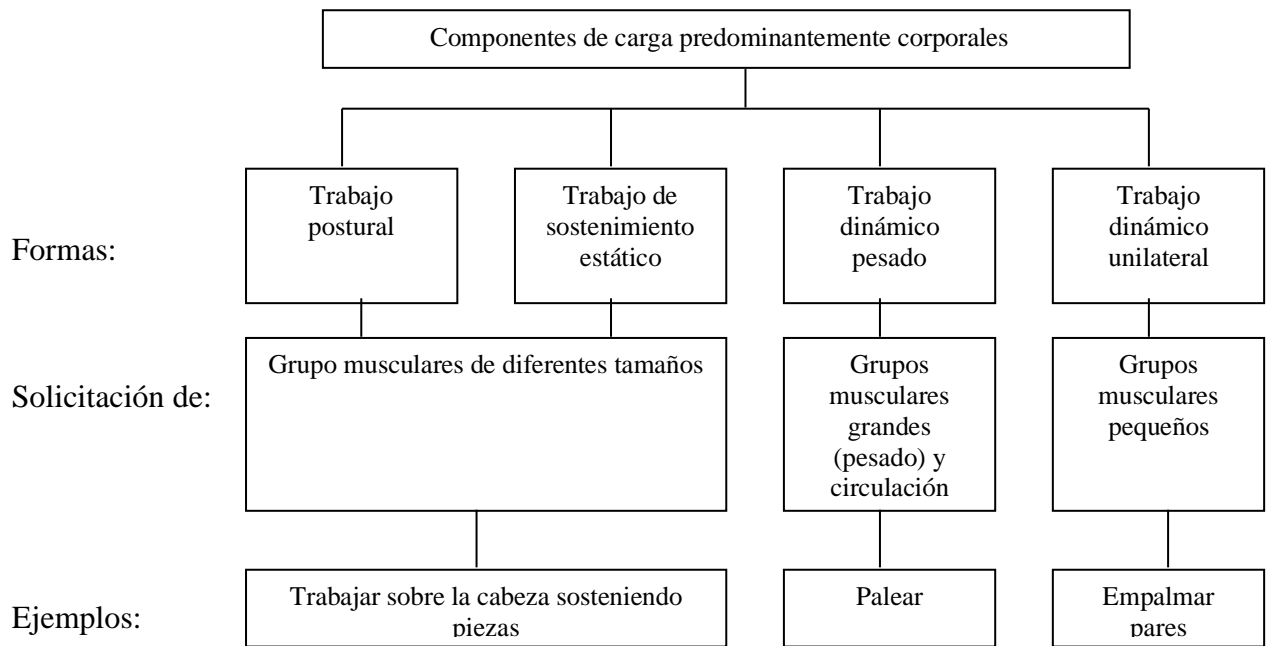 Componentes de carga predominantemente corporales
Formas:
Trabajo
postural
Trabajo de
sostenimiento
estático
Trabajo
dinámico
pesado
Trabajo
dinámico
unilateral
Solicitación de:
Grupo musculares de diferentes tamaños
Grupos
musculares
grandes
(pesado) y
circulación
Grupos
musculares
pequeños
Ejemplos:
Trabajar sobre la cabeza sosteniendo
piezas
Palear
Empalmar
pares